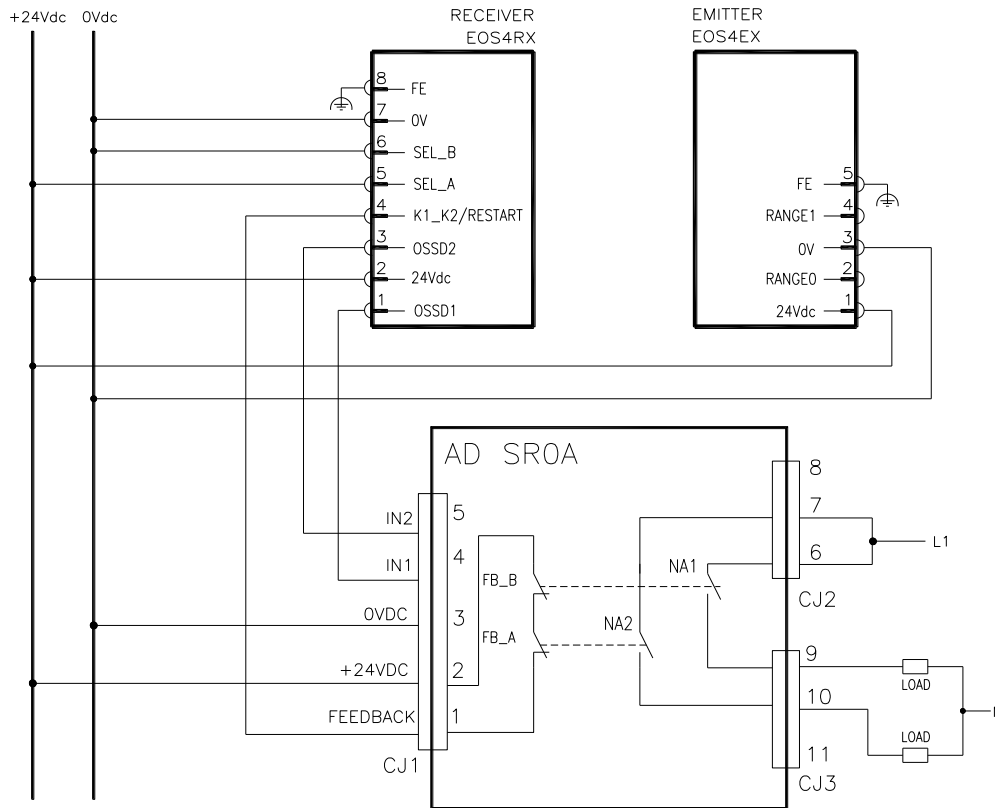 +24Vdc 0Vdc
RECEIVER
EOS4RX
EMITTER
EOS4EX
8 FE
7 0V
6 SEL_B
5 SEL_A
4 K1_K2/RESTART
3 OSSD2
2 24Vdc
1 OSSD1
FE 5
RANGE1 4
0V 3
RANGE0 2
24Vdc 1
AD SR0A
IN2 5
IN1 4
0VDC 3
+24VDC 2
FEEDBACK 1
CJ1
FB_B
FB_A
NA1
NA2
8
7
6
L1
CJ2
9
LOAD
10
LOAD
11
CJ3